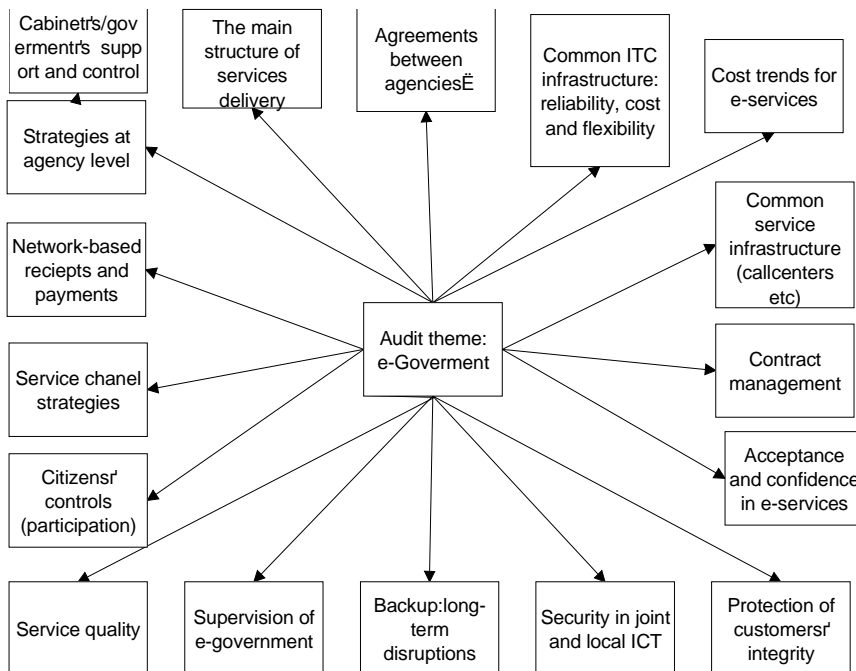 Cabinetr's/gov
erment's supp
ort and control
The main
structure of
services
delivery
Agreements
between
agenciesË
Common ITC
infrastructure:
reliability, cost
and flexibility
Cost trends for
e-services
Strategies at
agency level
Common
service
infrastructure
(callcenters
etc)
Network-based
reciepts and
payments
Audit theme:
e-Goverment
Service chanel
strategies
Contract
management
Citizensr'
controls
(participation)
Acceptance
and confidence
in e-services
Service quality
Supervision of
e-government
Backup:long-
term
disruptions
Security in joint
and local ICT
Protection of
customersr'
integrity